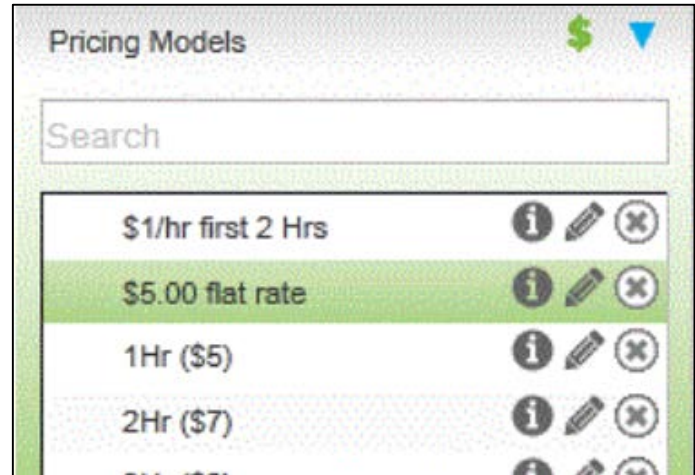 Pricing Models $
Search
$1/hr first 2 Hrs
$5.00 flat rate
1Hr ($5)
2Hr ($7)